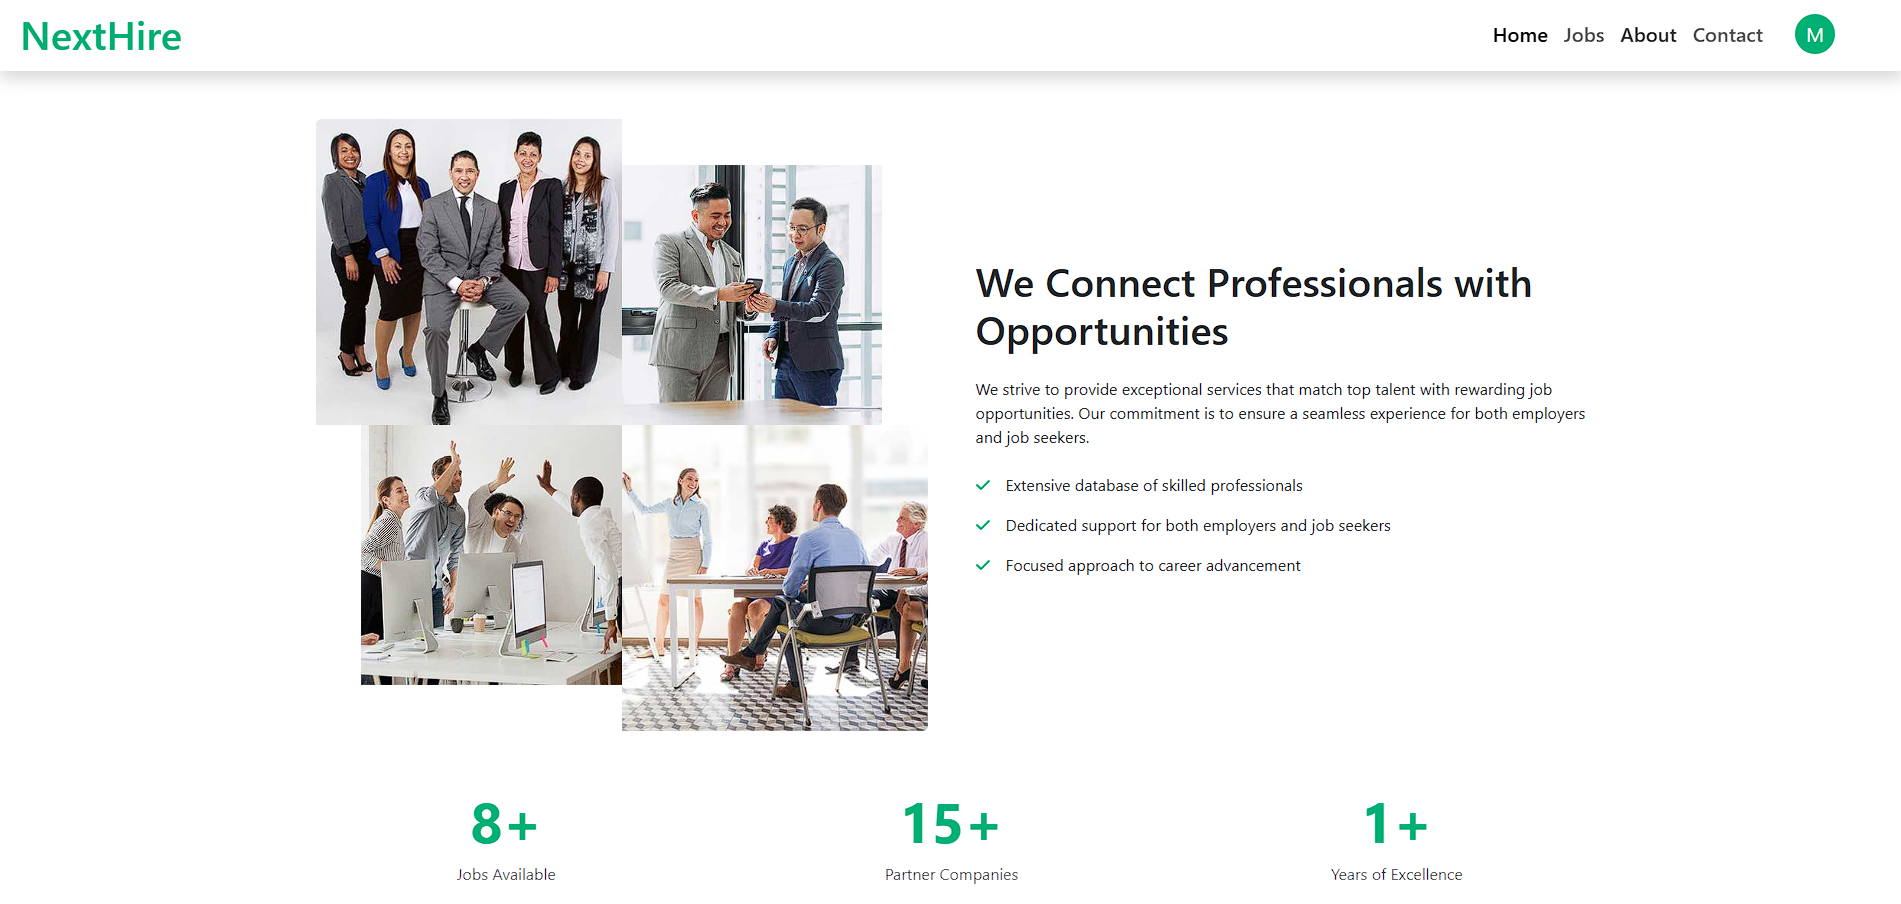 NextHire
Home Jobs About Contact M
We Connect Professionals with
Opportunities
We strive to provide exceptional services that match top talent with rewarding job
opportunities. Our commitment is to ensure a seamless experience for both employers
and job seekers.
Extensive database of skilled professionals
Dedicated support for both employers and job seekers
Focused approach to career advancement
8+ 15+ 1+
Jobs Available Partner Companies Years of Excellence